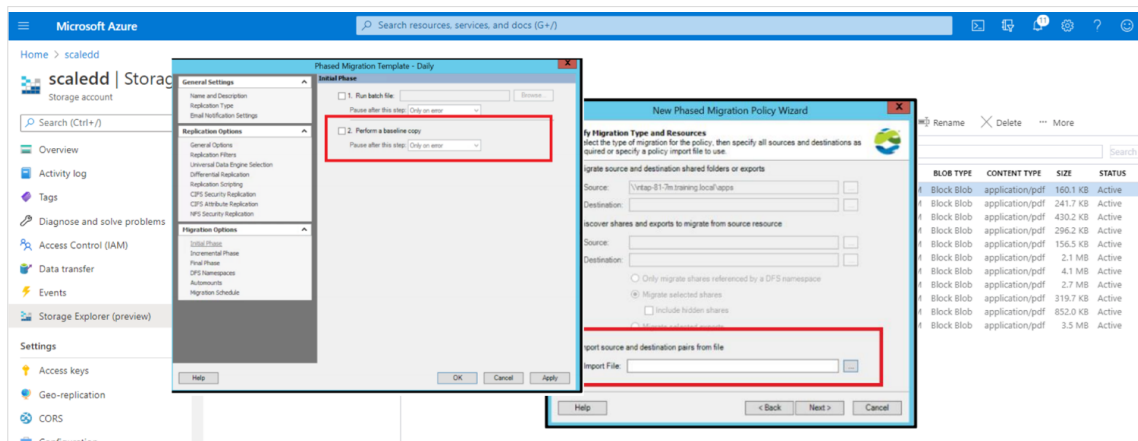 Microsoft Azure
Search resources, services, and docs (G+/)
11
Home > scaledd
scaledd | Storag
Storage account
Search (Ctrl+/)
Overview
Activity log
Tags
Diagnose and solve problems
Access Control (IAM)
Data transfer
Events
Storage Explorer (preview)
Settings
Access keys
Geo-replication
CORS
Phased Migration Template - Daily
X
General Settings
Name and Description
Replication Type
Email Notification Settings
Replication Options
General Options
Replication Filters
Universal Data Engine Selection
Differential Replication
Replication Scripting
CIFS Security Replication
CIFS Attribute Replication
NFS Security Replication
Migration Options
Initial Phase
Incremental Phase
Final Phase
DFS Namespaces
Automounts
Migration Schedule
Initial Phase
1. Run batch file:
Browse...
Pause after this step: Only on error
2. Perform a baseline copy
Pause after this step: Only on error
Help
OK
Cancel
Apply
New Phased Migration Policy Wizard
X
fy Migration Type and Resources
elect the type of migration for the policy, then specify all sources and destinations as
quired or specify a policy import file to use.
igrate source and destination shared folders or exports
Source: \\ntap-81-7m.training.local\apps
...
Destination:
...
iscover shares and exports to migrate from source resource
Source:
...
Destination:
...
Only migrate shares referenced by a DFS namespace
Migrate selected shares
Include hidden shares
port source and destination pairs from file
Import File:
...
Help
< Back
Next >
Cancel
Rename
Delete
... More
Search
BLOB TYPE CONTENT TYPE SIZE STATUS
Block Blob application/pdf 160.1 KB Active
Block Blob application/pdf 241.7 KB Active
Block Blob application/pdf 430.2 KB Active
Block Blob application/pdf 296.2 KB Active
Block Blob application/pdf 156.5 KB Active
Block Blob application/pdf 2.1 MB Active
Block Blob application/pdf 4.1 MB Active
Block Blob application/pdf 2.7 MB Active
Block Blob application/pdf 319.7 KB Active
Block Blob application/pdf 852.0 KB Active
Block Blob application/pdf 3.5 MB Active